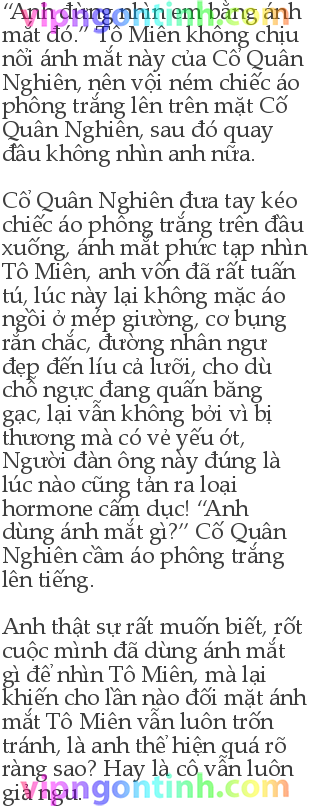 “Anh đừng nhìn em bằng ánh
mắt đó.” Tô Miên không chịu
nổi ánh mắt này của Cố Quân
Nghiên, nên vội ném chiếc áo
phông trắng lên trên mặt Cố
Quân Nghiên, sau đó quay
đầu không nhìn anh nữa.
Cố Quân Nghiên đưa tay kéo
chiếc áo phông trắng trên đầu
xuống, ánh mắt phức tạp nhìn
Tô Miên, anh vốn đã rất tuấn
tú, lúc này lại không mặc áo
ngồi ở mép giường, cơ bụng
rắn chắc, đường nhân ngư
đẹp đến líu cả lưỡi, cho dù
chỗ ngực đang quấn băng
gạc, lại vẫn không bởi vì bị
thương mà có vẻ yếu ớt,
Người đàn ông này đúng là
lúc nào cũng tản ra loại
hormone cấm dục! “Anh
dùng ánh mắt gì?” Cố Quân
Nghiên cầm áo phông trắng
lên tiếng.
Anh thật sự rất muốn biết, rốt
cuộc mình đã dùng ánh mắt
gì để nhìn Tô Miên, mà lại
khiến cho lần nào đối mặt ánh
mắt Tô Miên vẫn luôn trốn
tránh, là anh thể hiện quá rõ
ràng sao? Hay là cô vẫn luôn
giả ngu.
vipngontinh.com
vipngontinh.com